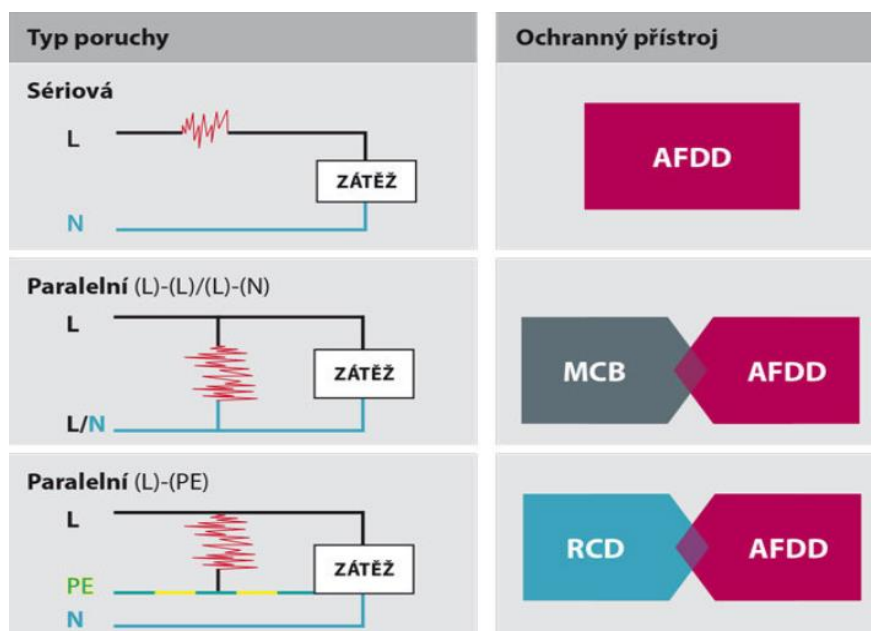 Typ poruchy
Ochranný přístroj
Sériová
L
ZÁTĚŽ
N
AFDD
Paralelní (L)-(L)/(L)-(N)
L
ZÁTĚŽ
L/N
MCB
AFDD
Paralelní (L)-(PE)
L
ZÁTĚŽ
PE
N
RCD
AFDD